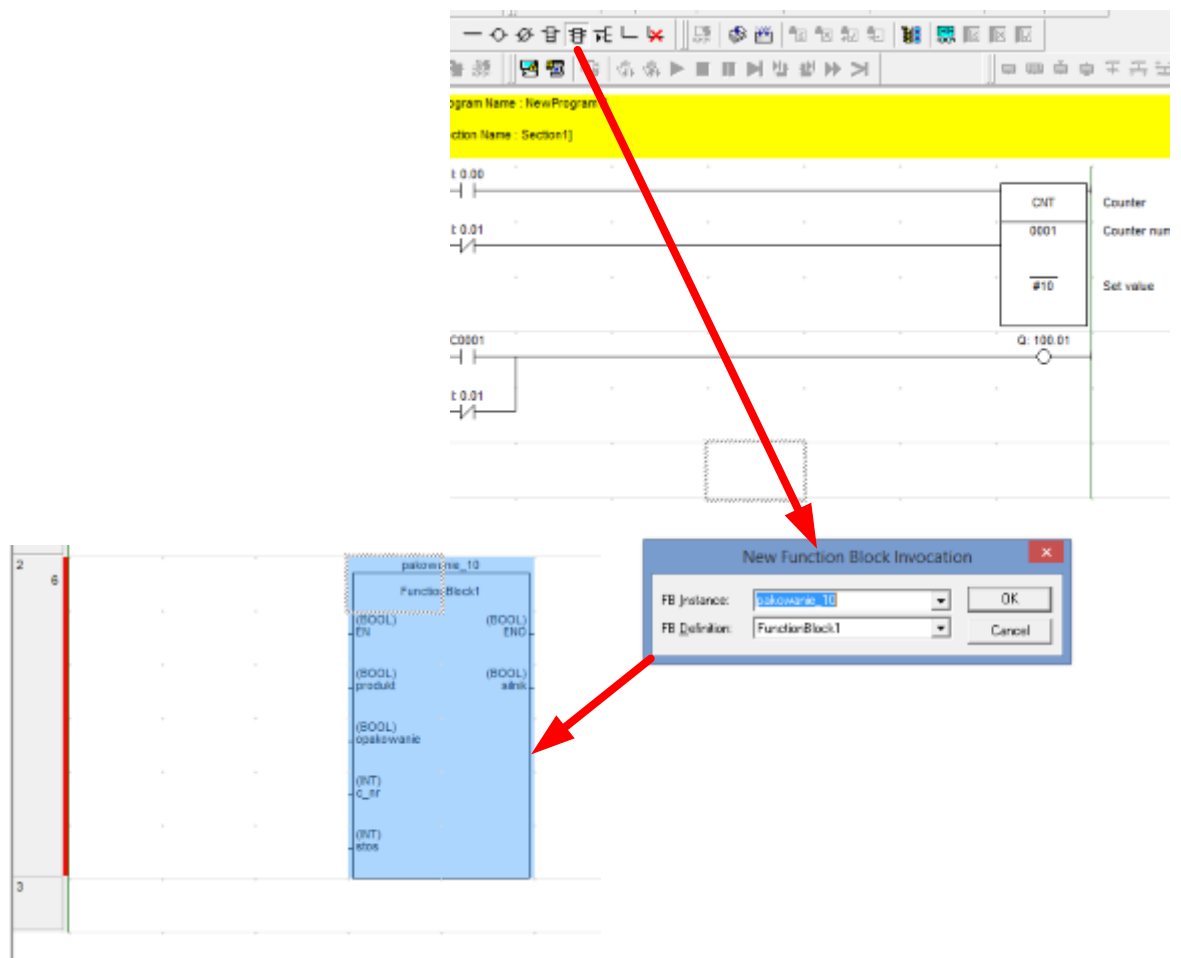 ogram Name : NewProgram
ction Name : Section1]
I: 0.00
CNT
Counter
I: 0.01
0001
Counter num
#10
Set value
C0001
Q: 100.01
I: 0.01
New Function Block Invocation
FB Instance:
pakowanie_10
OK
FB Definition:
FunctionBlock1
Cancel
2
6
pakowanie_10
FunctionBlock1
(BOOL)
EN
(BOOL)
ENO
(BOOL)
produkt
(BOOL)
silnik
(BOOL)
opakowanie
(INT)
c_nr
(INT)
stos
3